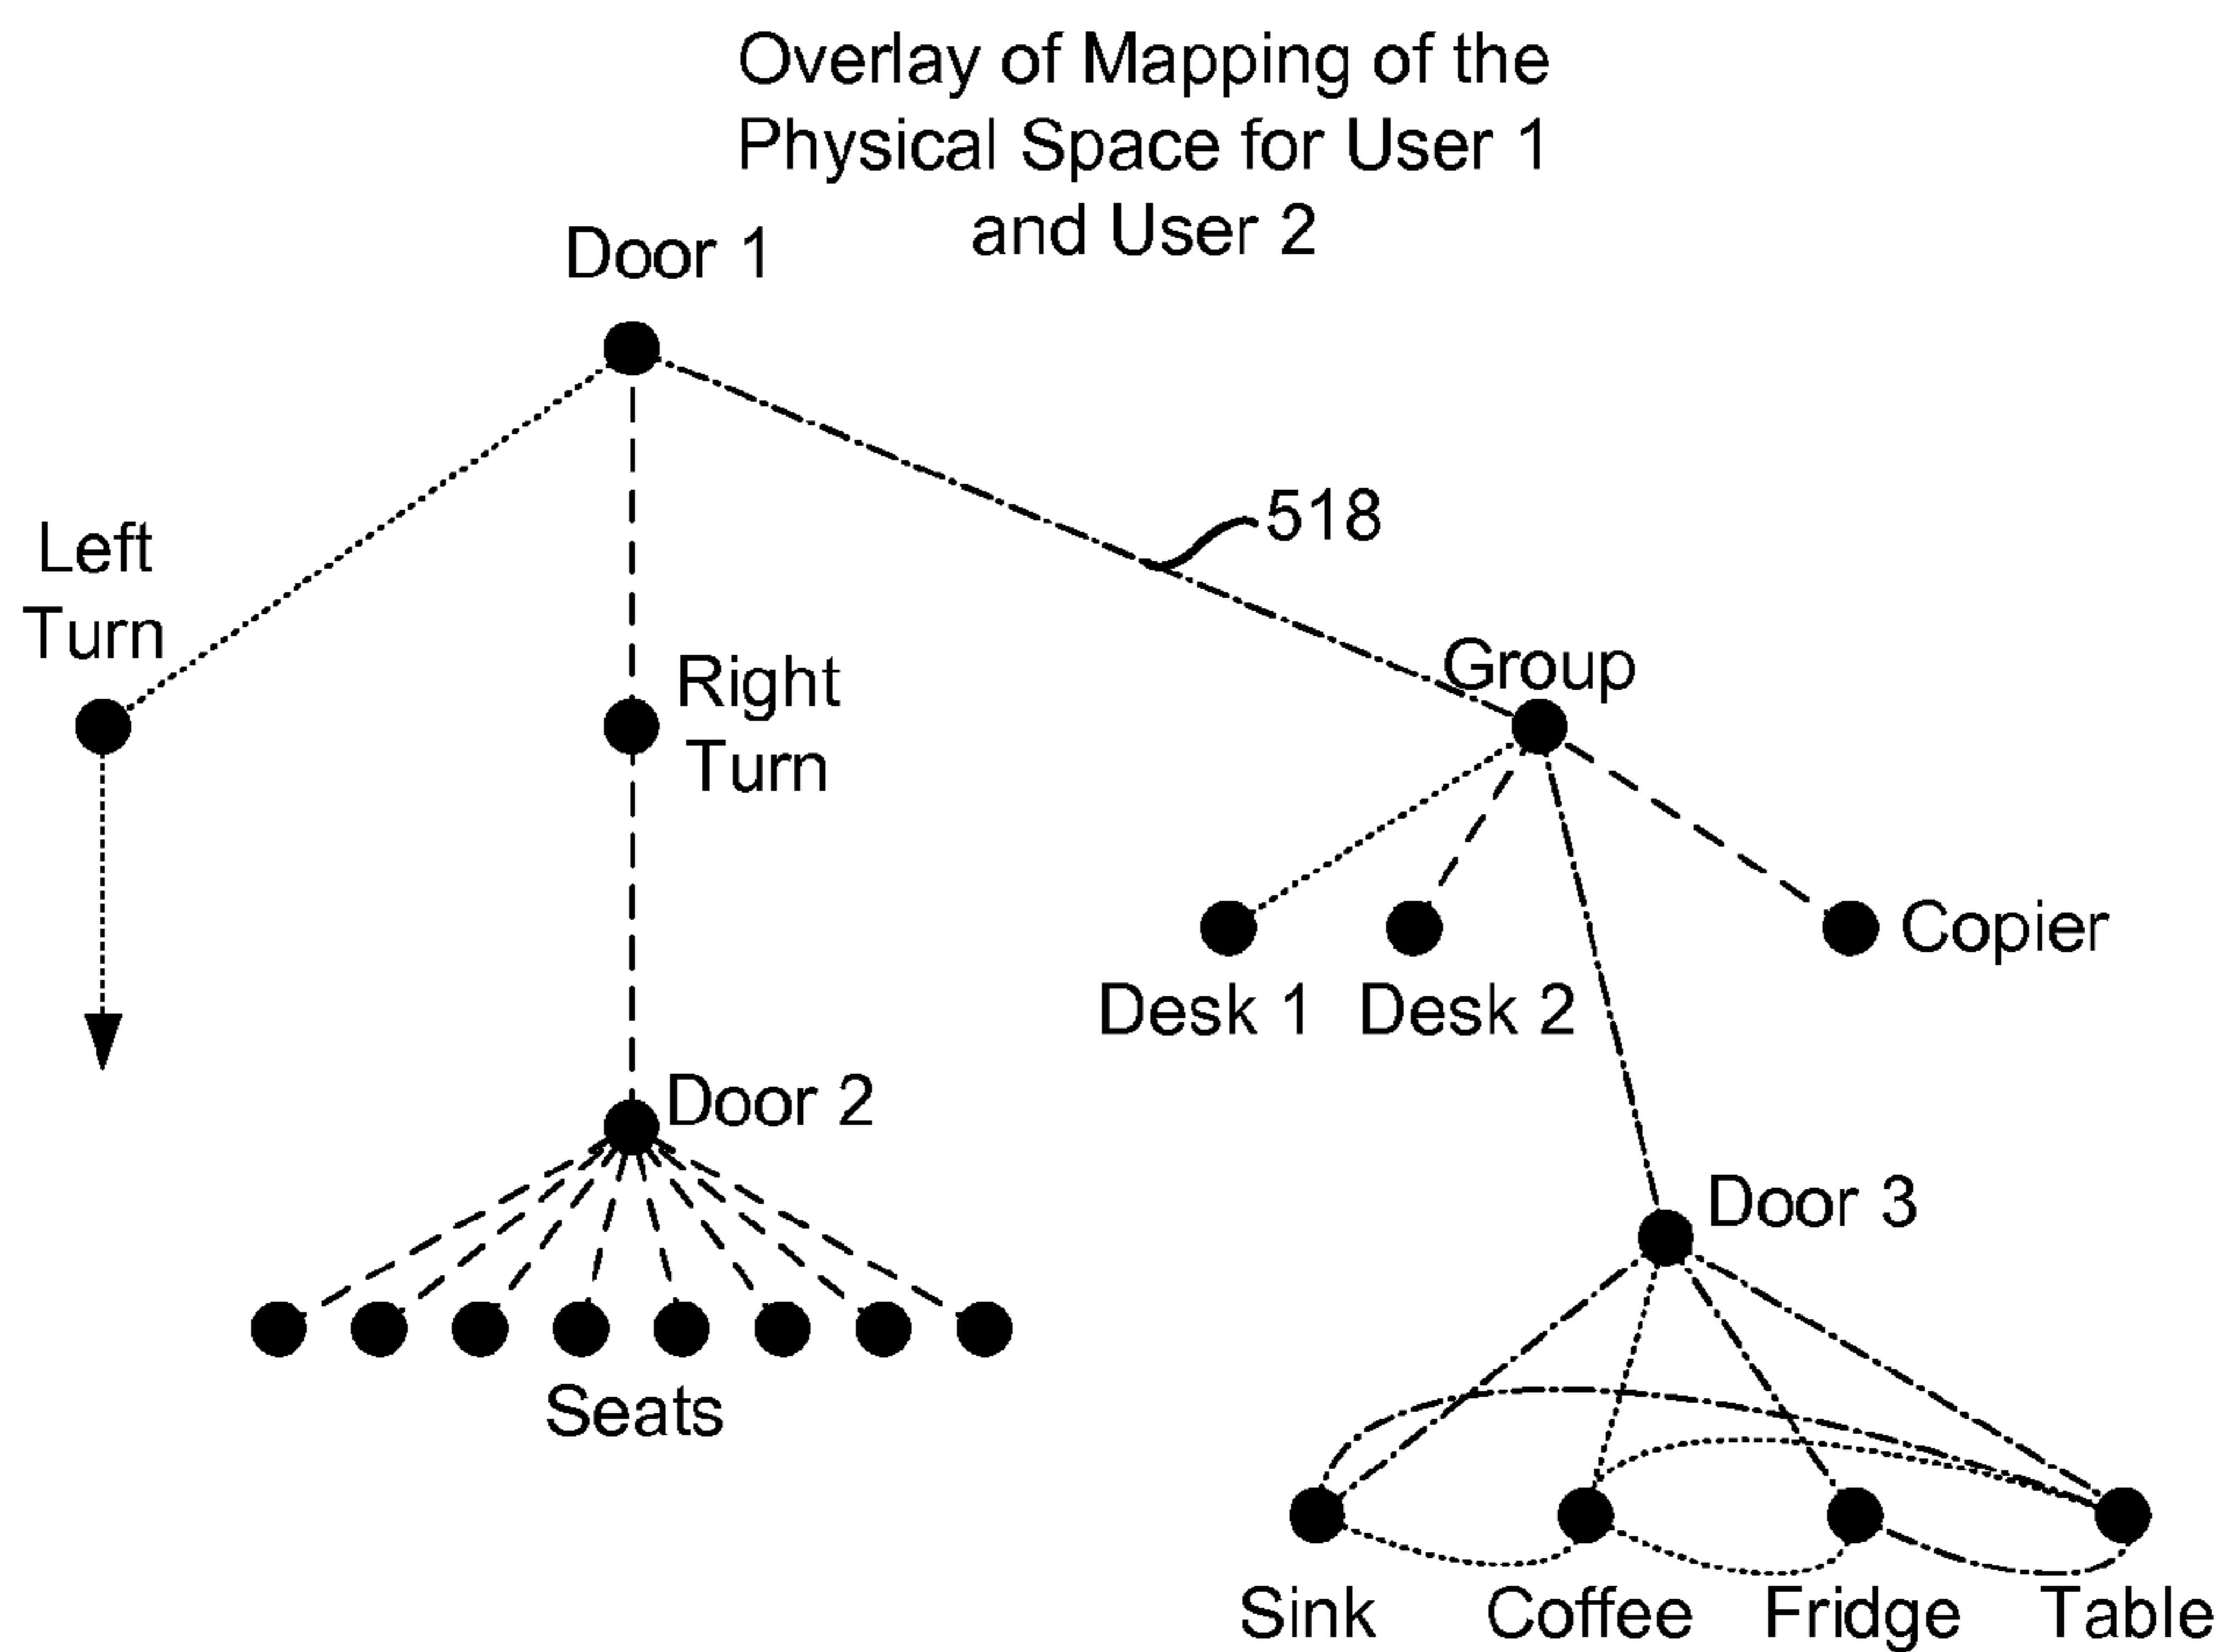 Overlay of Mapping of the
Physical Space for User 1
and User 2
Door 1
518
Left
Turn
Right
Turn
Group
Copier
Desk 1
Desk 2
Door 2
Door 3
Seats
Sink
Coffee
Fridge
Table